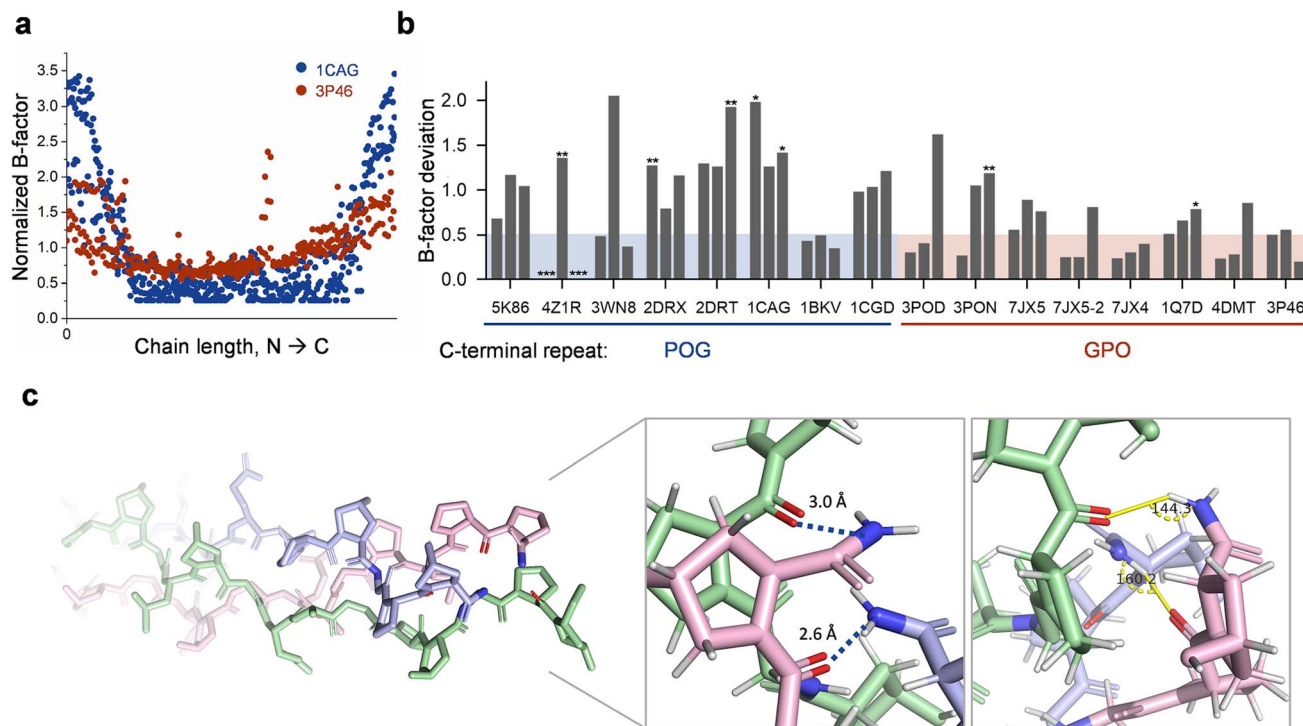 a
Normalized B-factor
3.5
3.0
2.5
2.0
1.5
1.0
0.5
0.0
0
1CAG
3P46
Chain length, N → C
b
B-factor deviation
2.0
1.5
1.0
0.5
0.0
*** ** *** ** ** * * ** *
5K86 4Z1R 3WN8 2DRX 2DRT 1CAG 1BKV 1CGD 3POD 3PON 7JX5 7JX5-2 7JX4 1Q7D 4DMT 3P46
C-terminal repeat: POG GPO
c
3.0 Å
2.6 Å
144.3
160.2